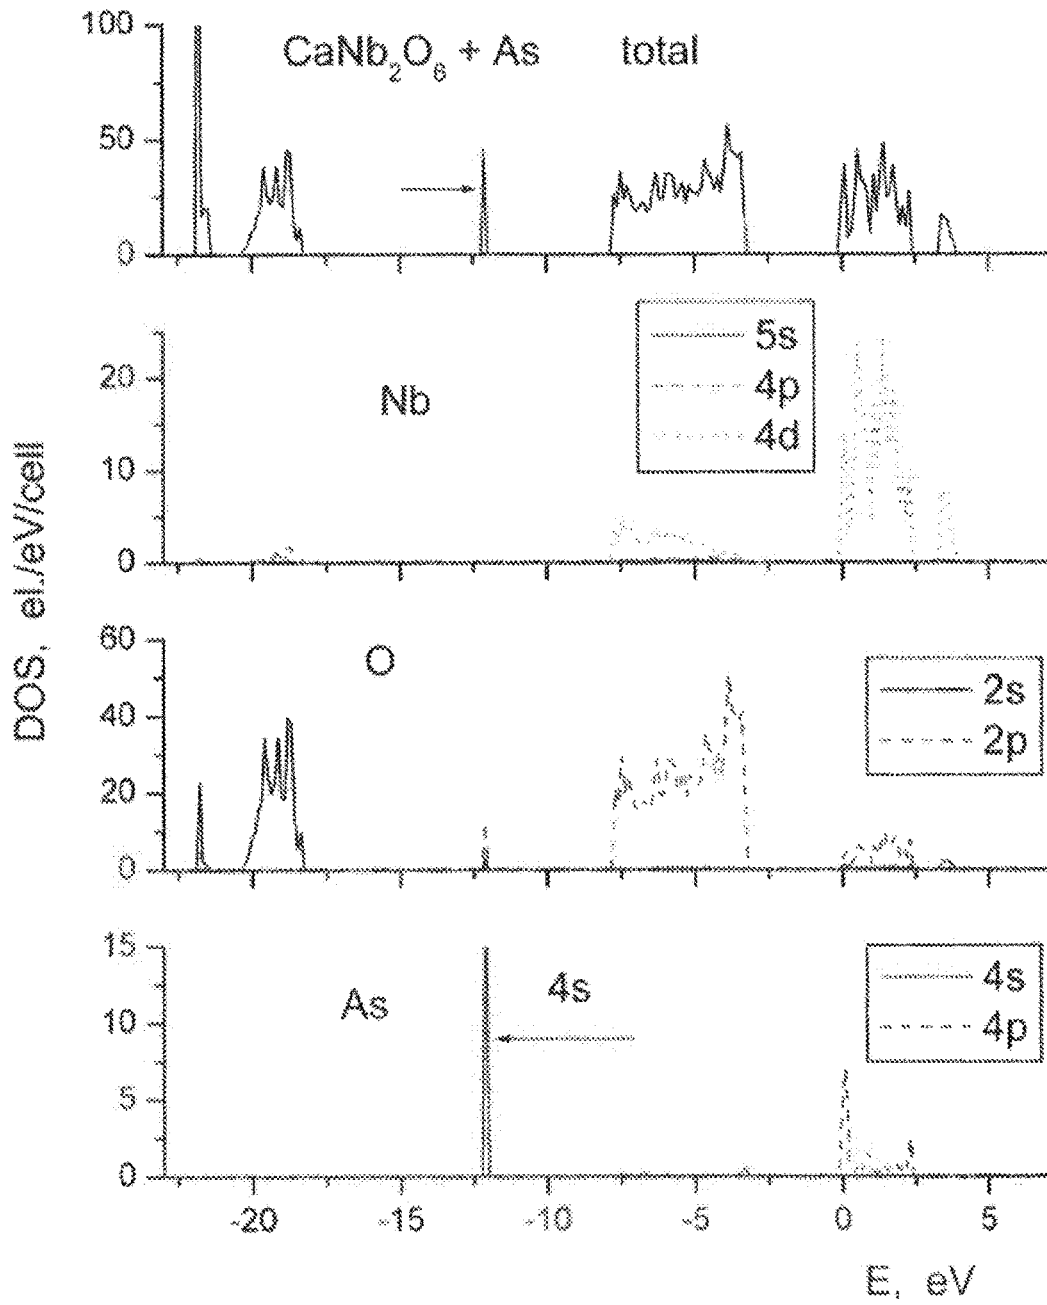 CaNb₂O₆ + As total
100
50
0
5s
4p
4d
Nb
20
10
0
DOS, el./eV/cell
O
60
40
20
0
2s
2p
As
4s
15
10
5
0
4s
4p
-20 -15 -10 -5 0 5
E, eV